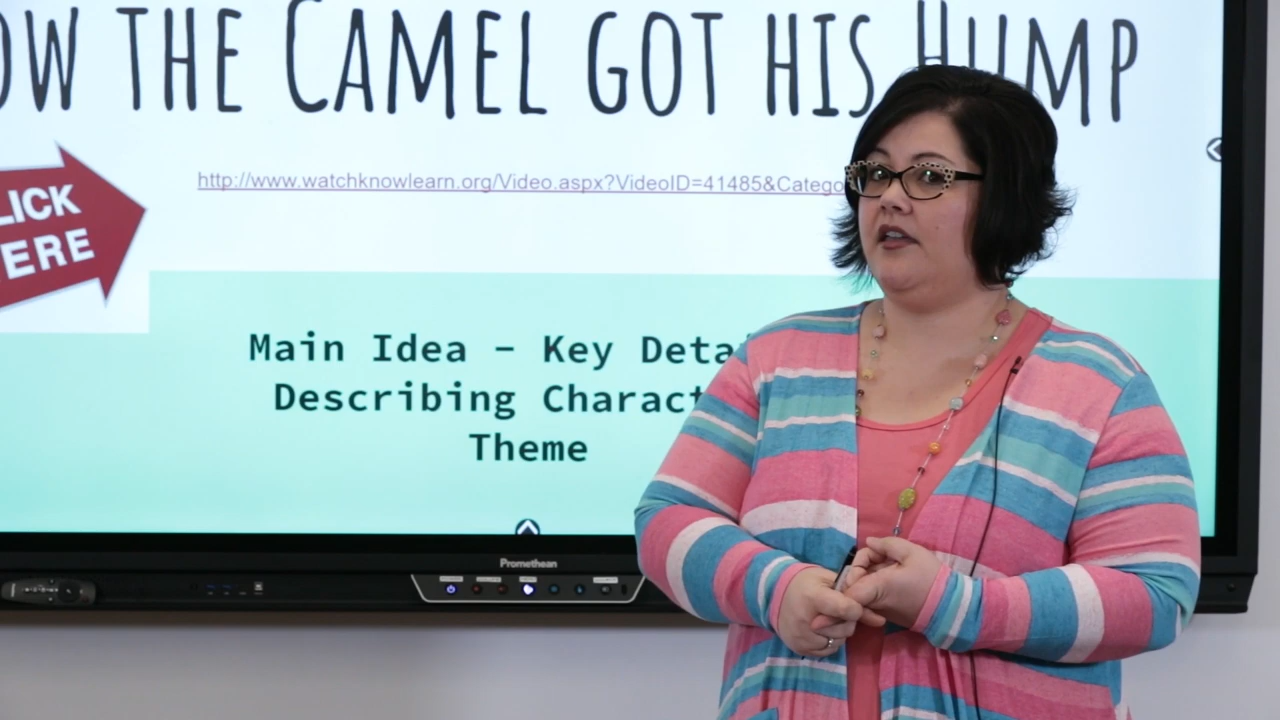 OW THE CAMEL GOT HIS HUMP
http://www.watchknowlearn.org/Video.aspx?VideoID=41485&Catego
LICK
ERE
Main Idea - Key Detai
Describing Charact
Theme
Promethean